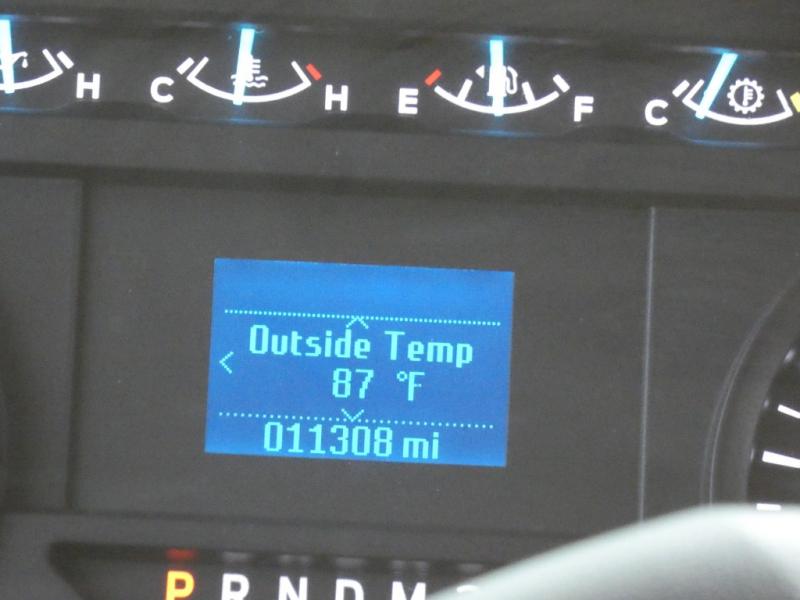 H C H E F C
Outside Temp
87 °F
011308 mi
P R N D M